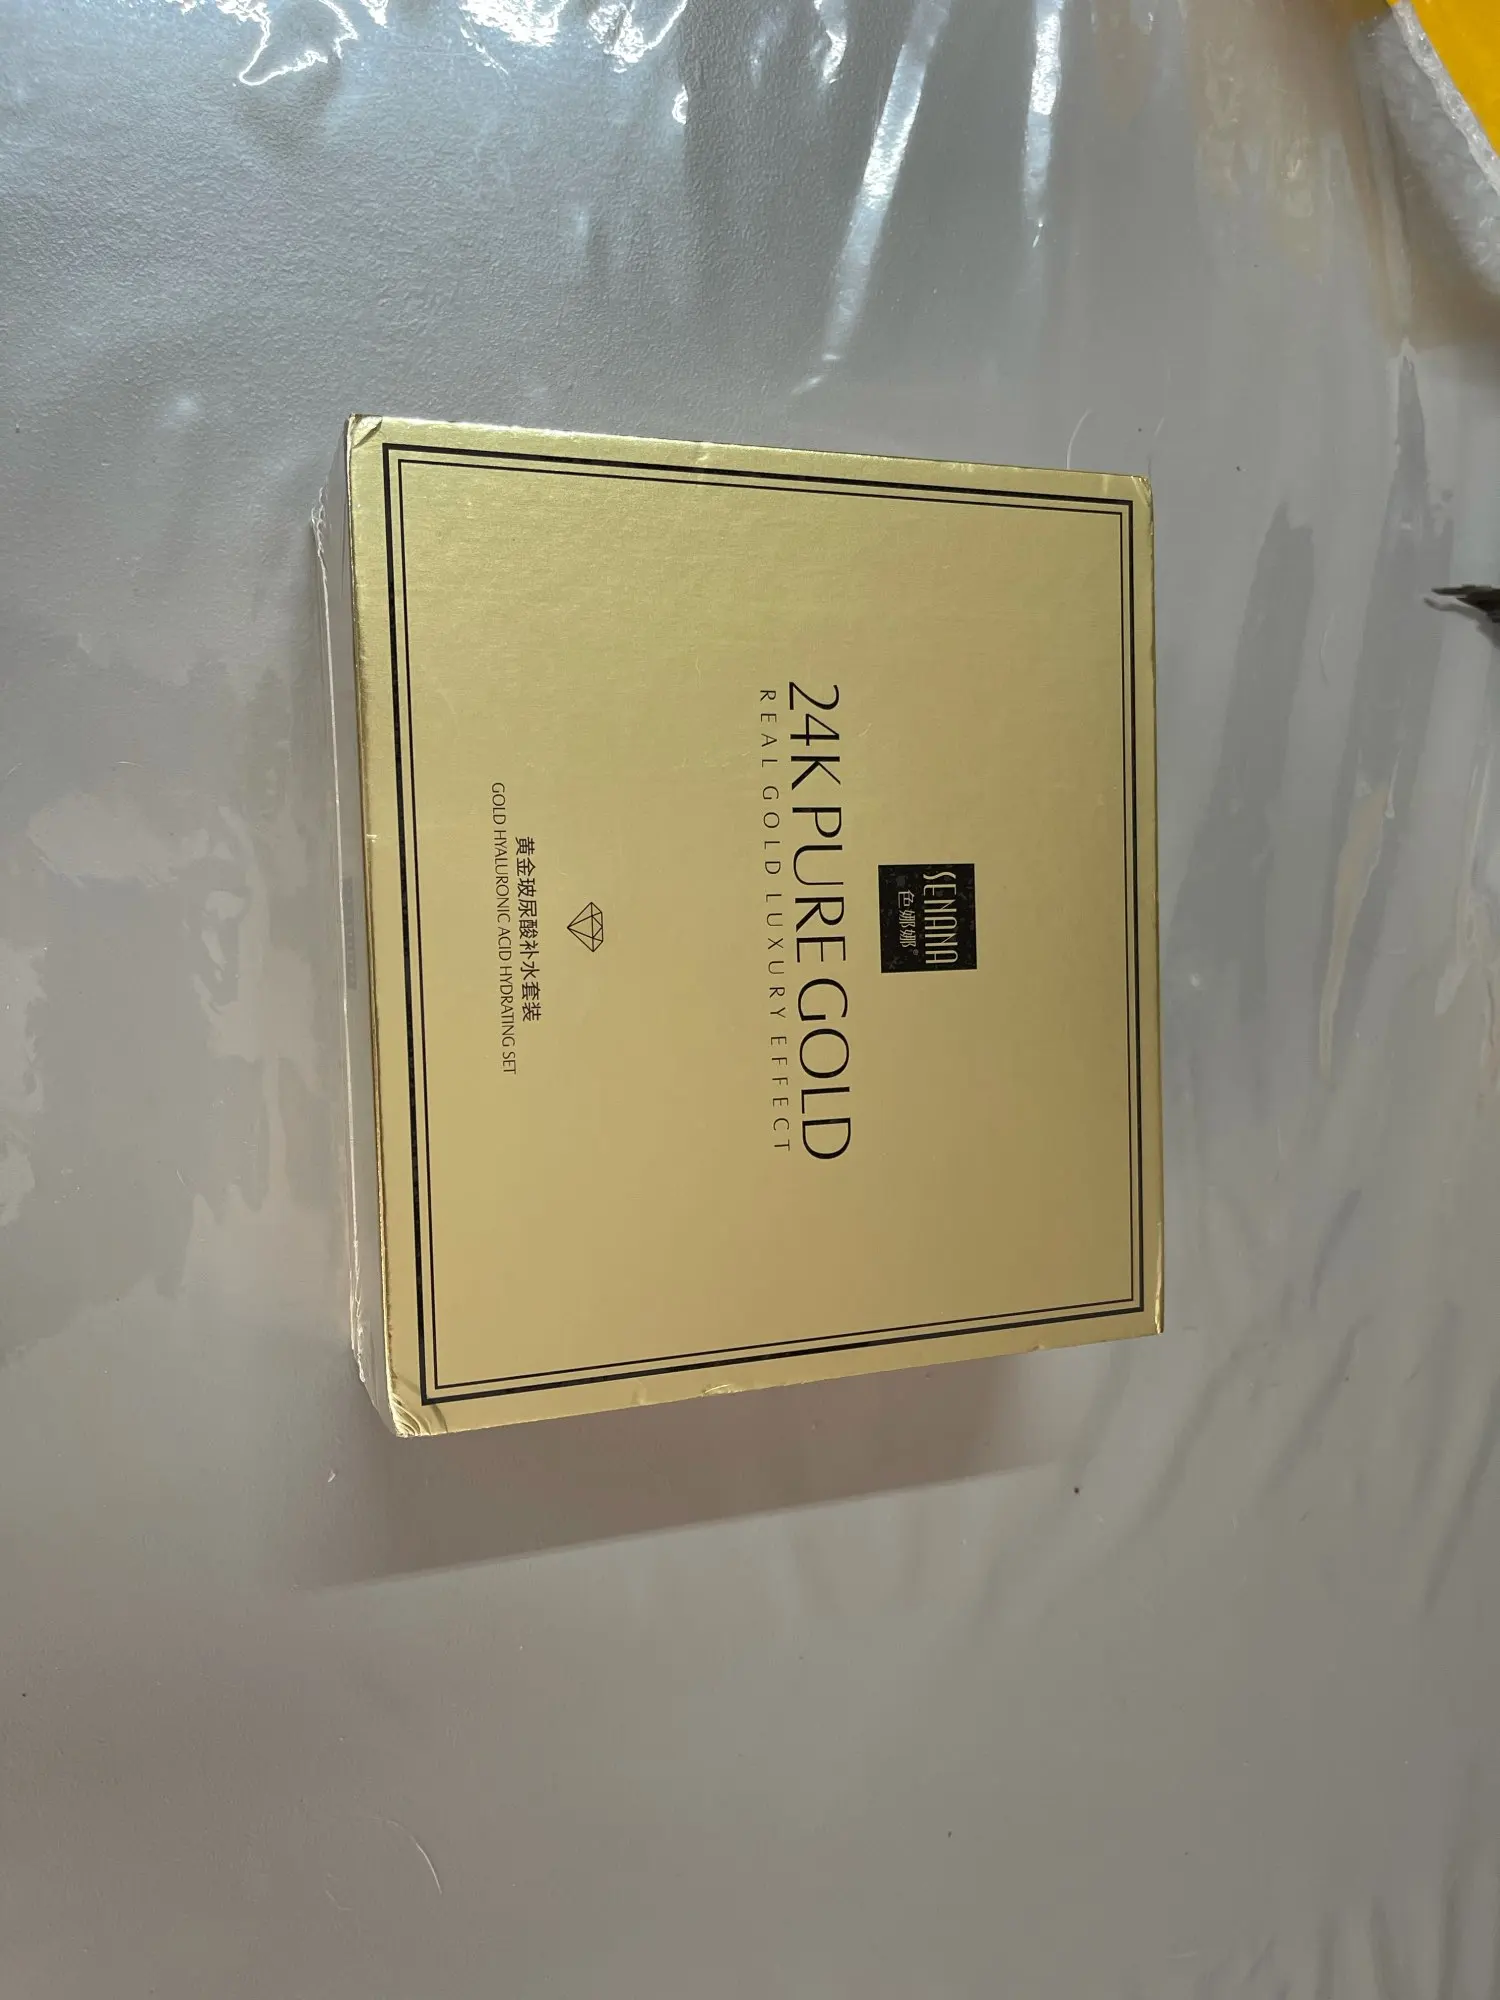 SENANA
色娜娜®
24K PURE GOLD
REAL GOLD LUXURY EFFECT
黄金玻尿酸补水套装
GOLD HYALURONIC ACID HYDRATING SET